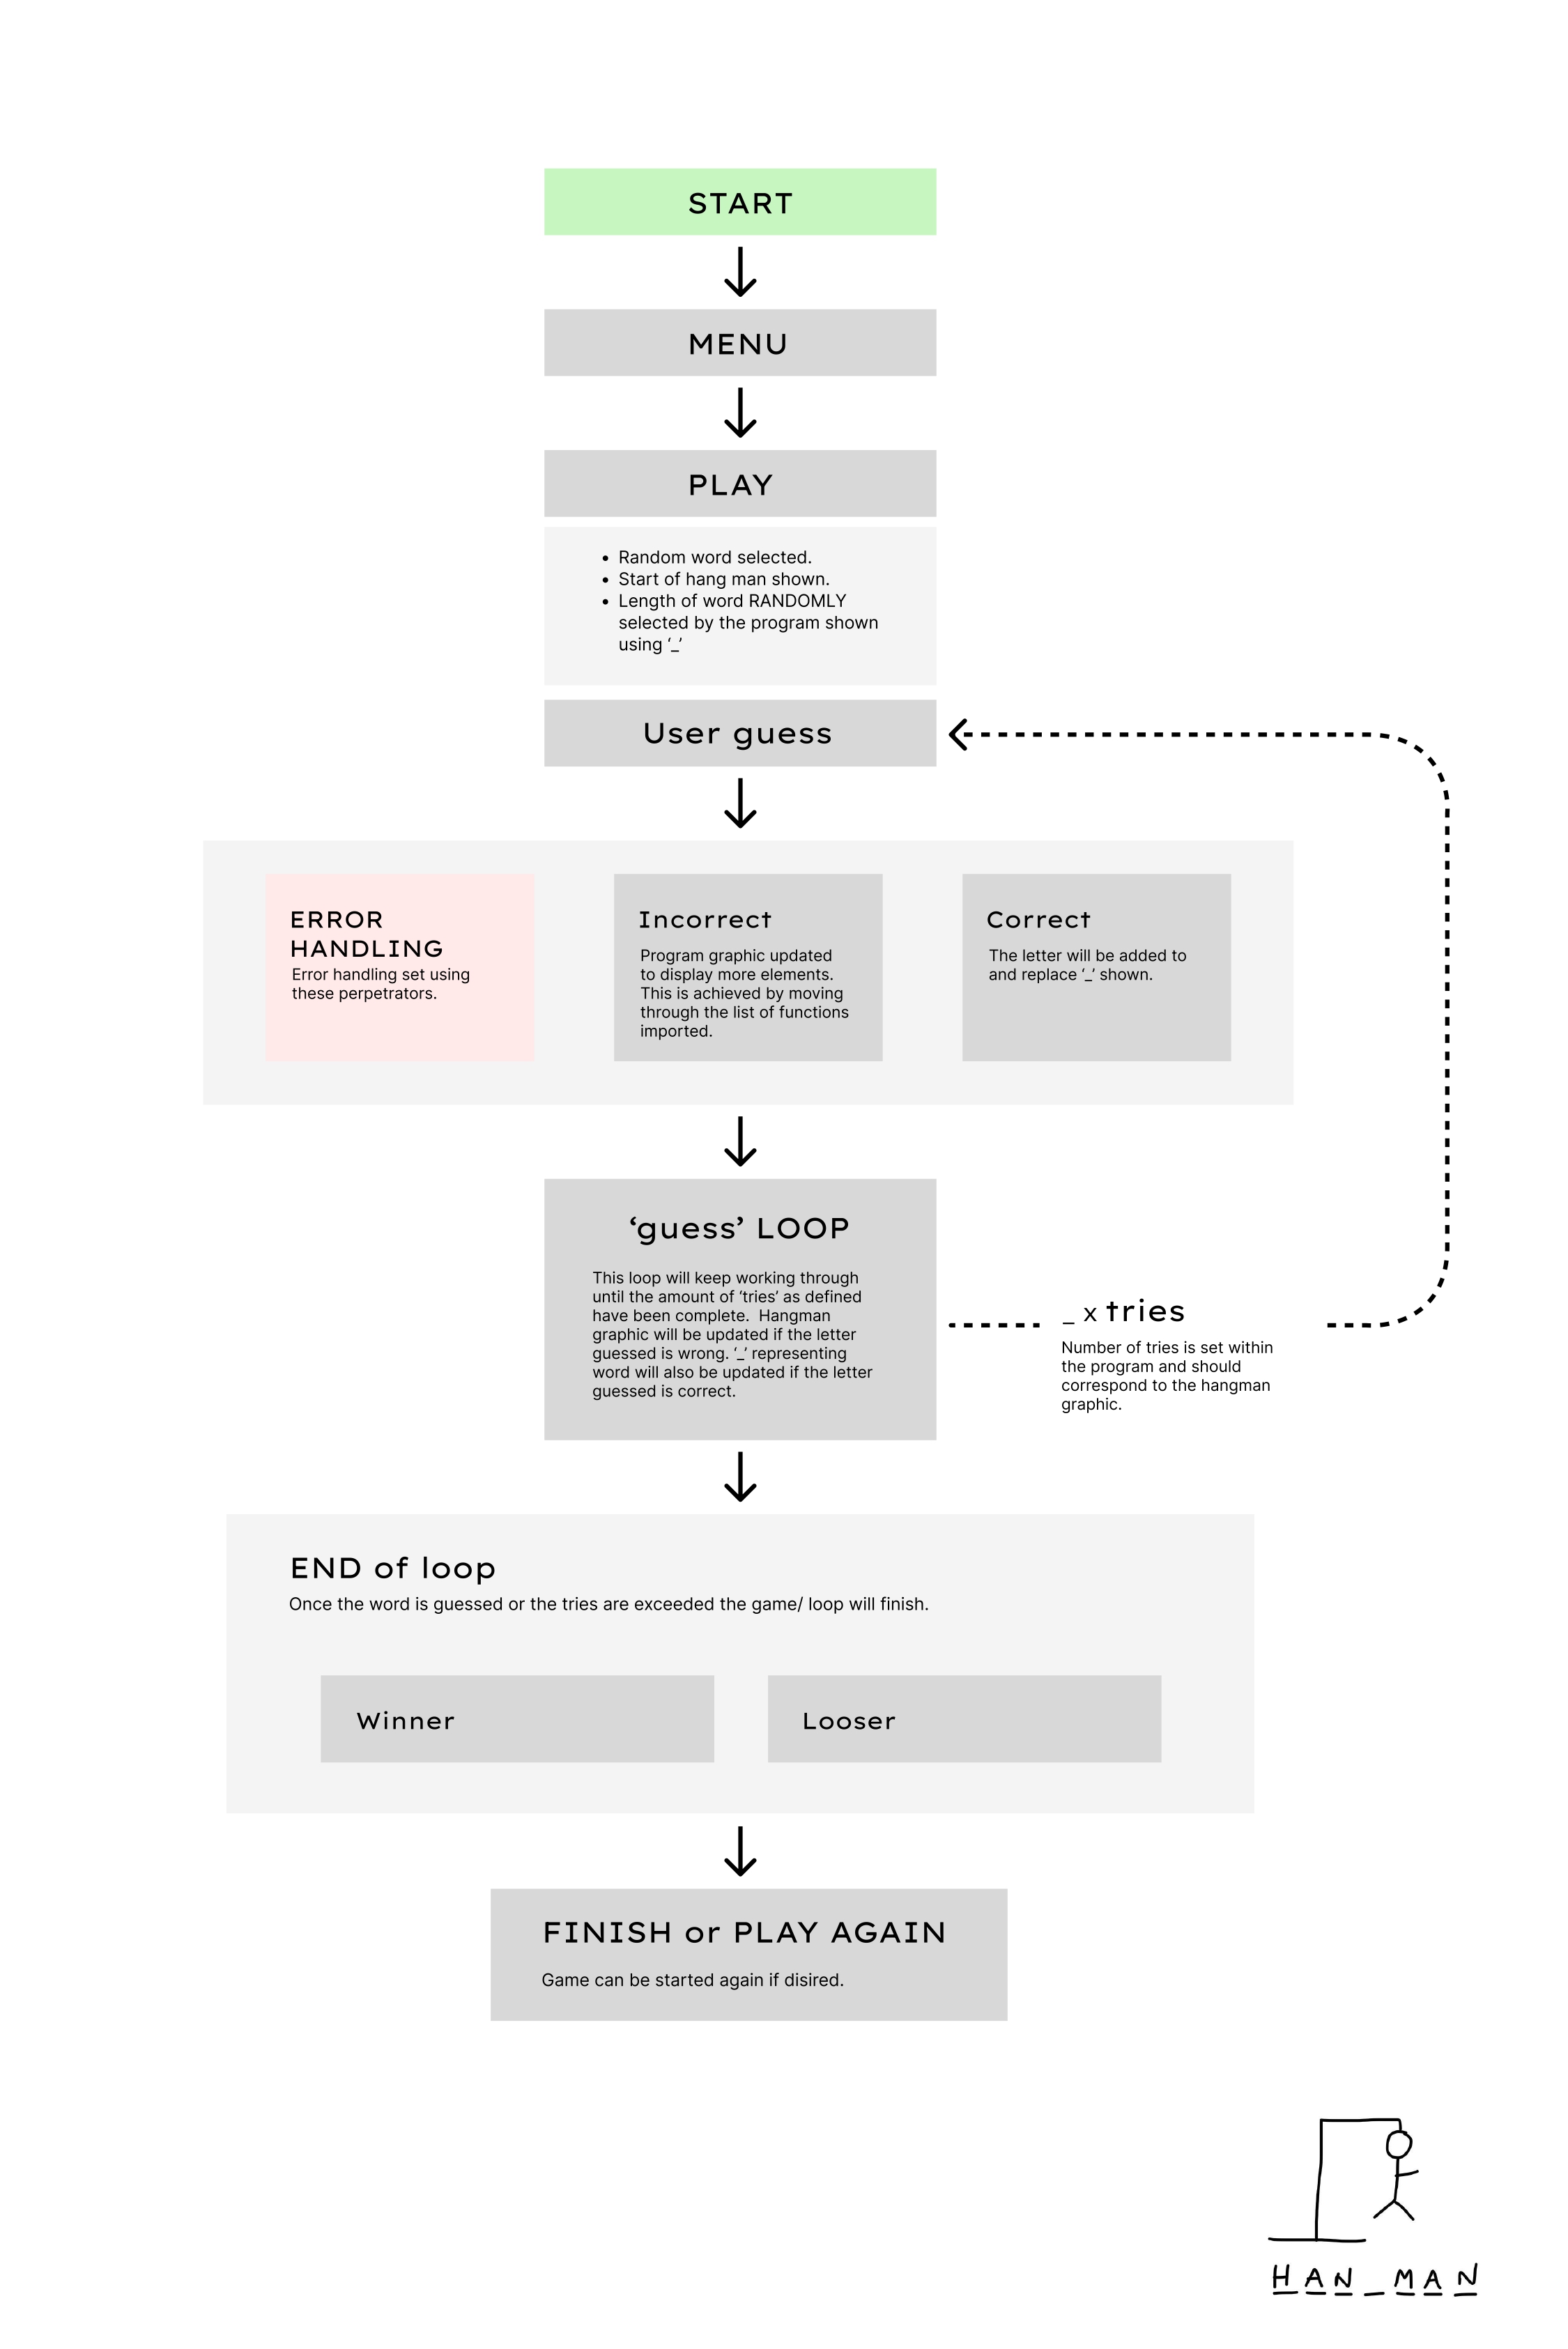 START
MENU
PLAY
• Random word selected.
• Start of hang man shown.
• Length of word RANDOMLY
selected by the program shown
using ‘_’
User guess
ERROR
HANDLING
Error handling set using
these perpetrators.
Incorrect
Program graphic updated
to display more elements.
This is achieved by moving
through the list of functions
imported.
Correct
The letter will be added to
and replace ‘_’ shown.
‘guess’ LOOP
This loop will keep working through
until the amount of ‘tries’ as defined
have been complete.  Hangman
graphic will be updated if the letter
guessed is wrong. ‘_’ representing
word will also be updated if the letter
guessed is correct.
_ x tries
Number of tries is set within
the program and should
correspond to the hangman
graphic.
END of loop
Once the word is guessed or the tries are exceeded the game/ loop will finish.
Winner
Looser
FINISH or PLAY AGAIN
Game can be started again if disired.
HAN_MAN